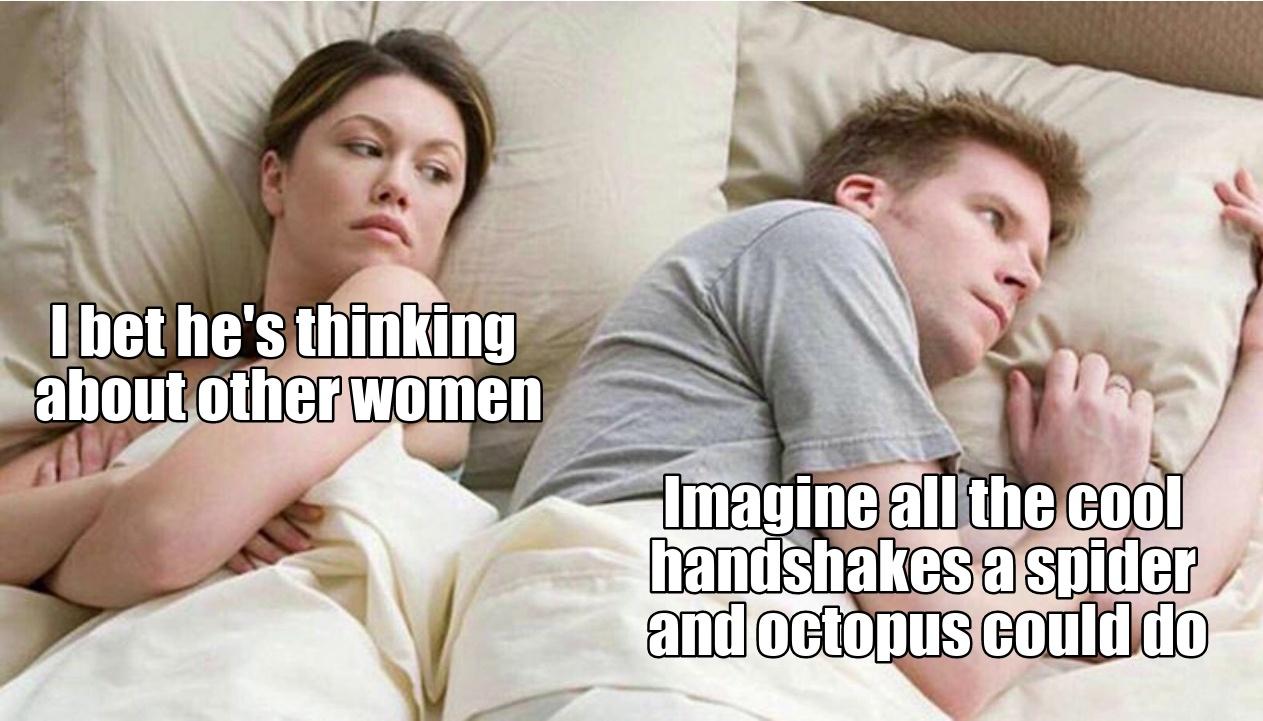 I bet he's thinking
about other women
Imagine all the cool
handshakes a spider
and octopus could do